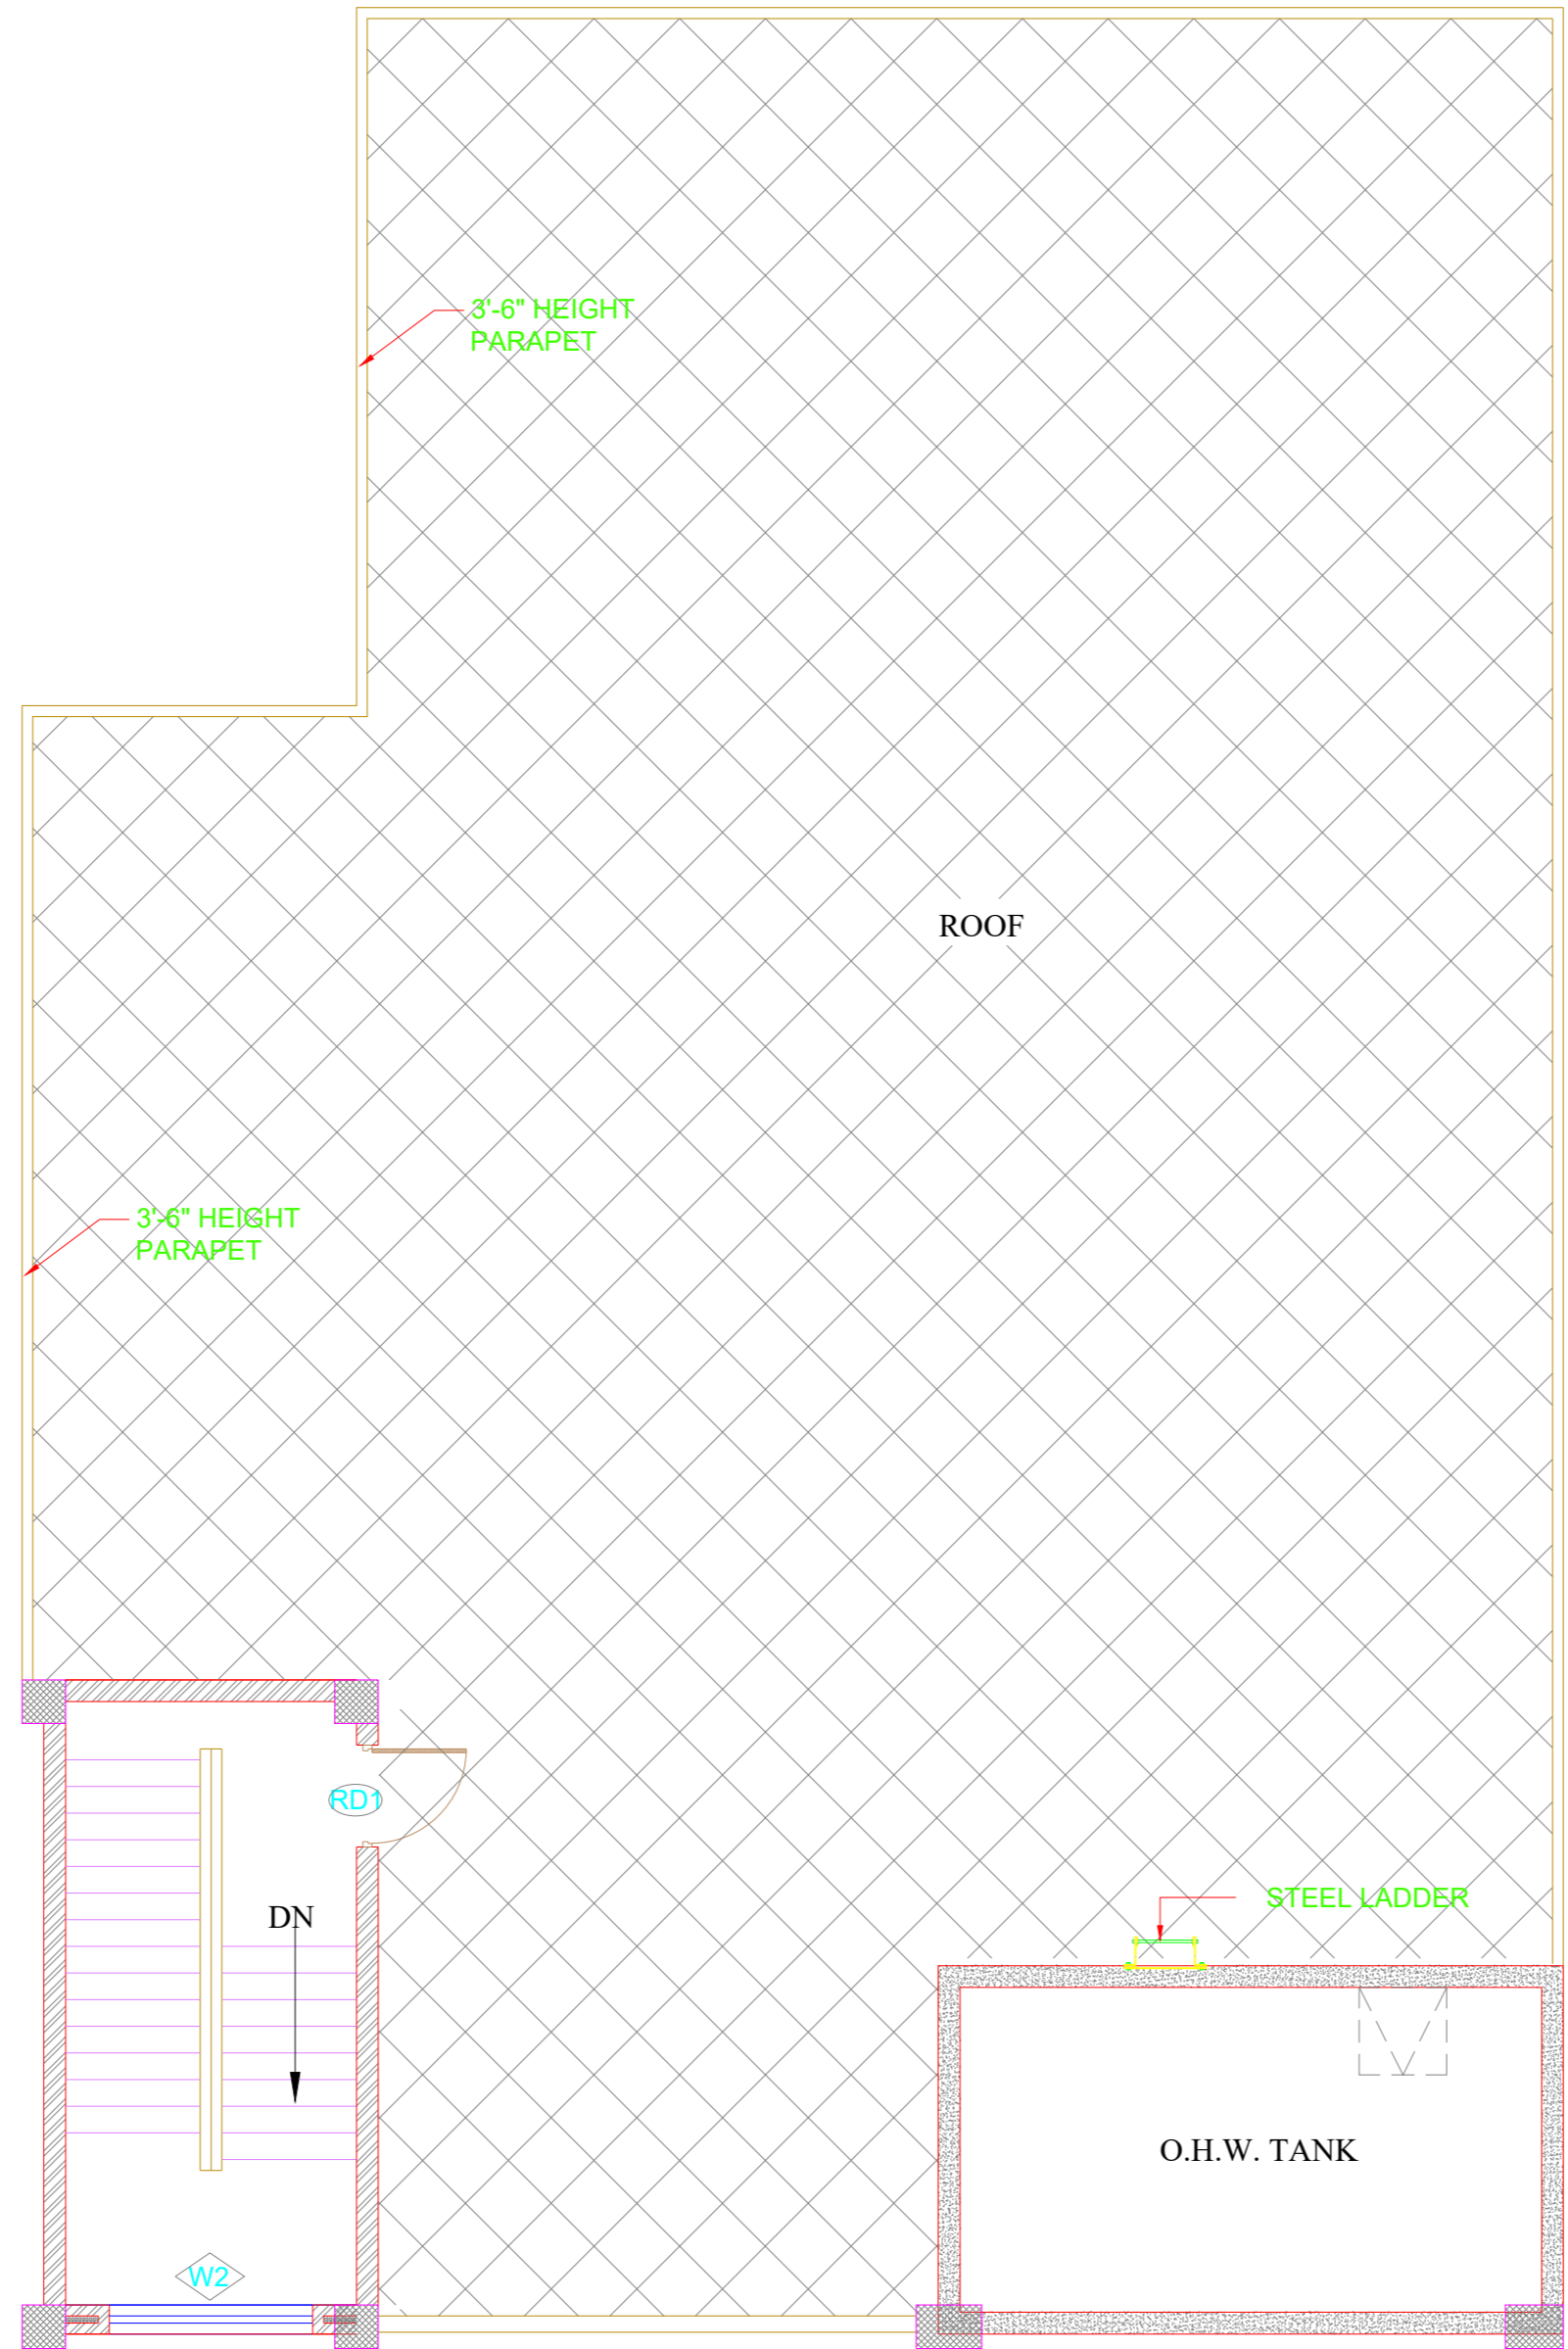 3'-6" HEIGHT
PARAPET
ROOF
3'-6" HEIGHT
PARAPET
RD1
STEEL LADDER
DN
O.H.W. TANK
W2